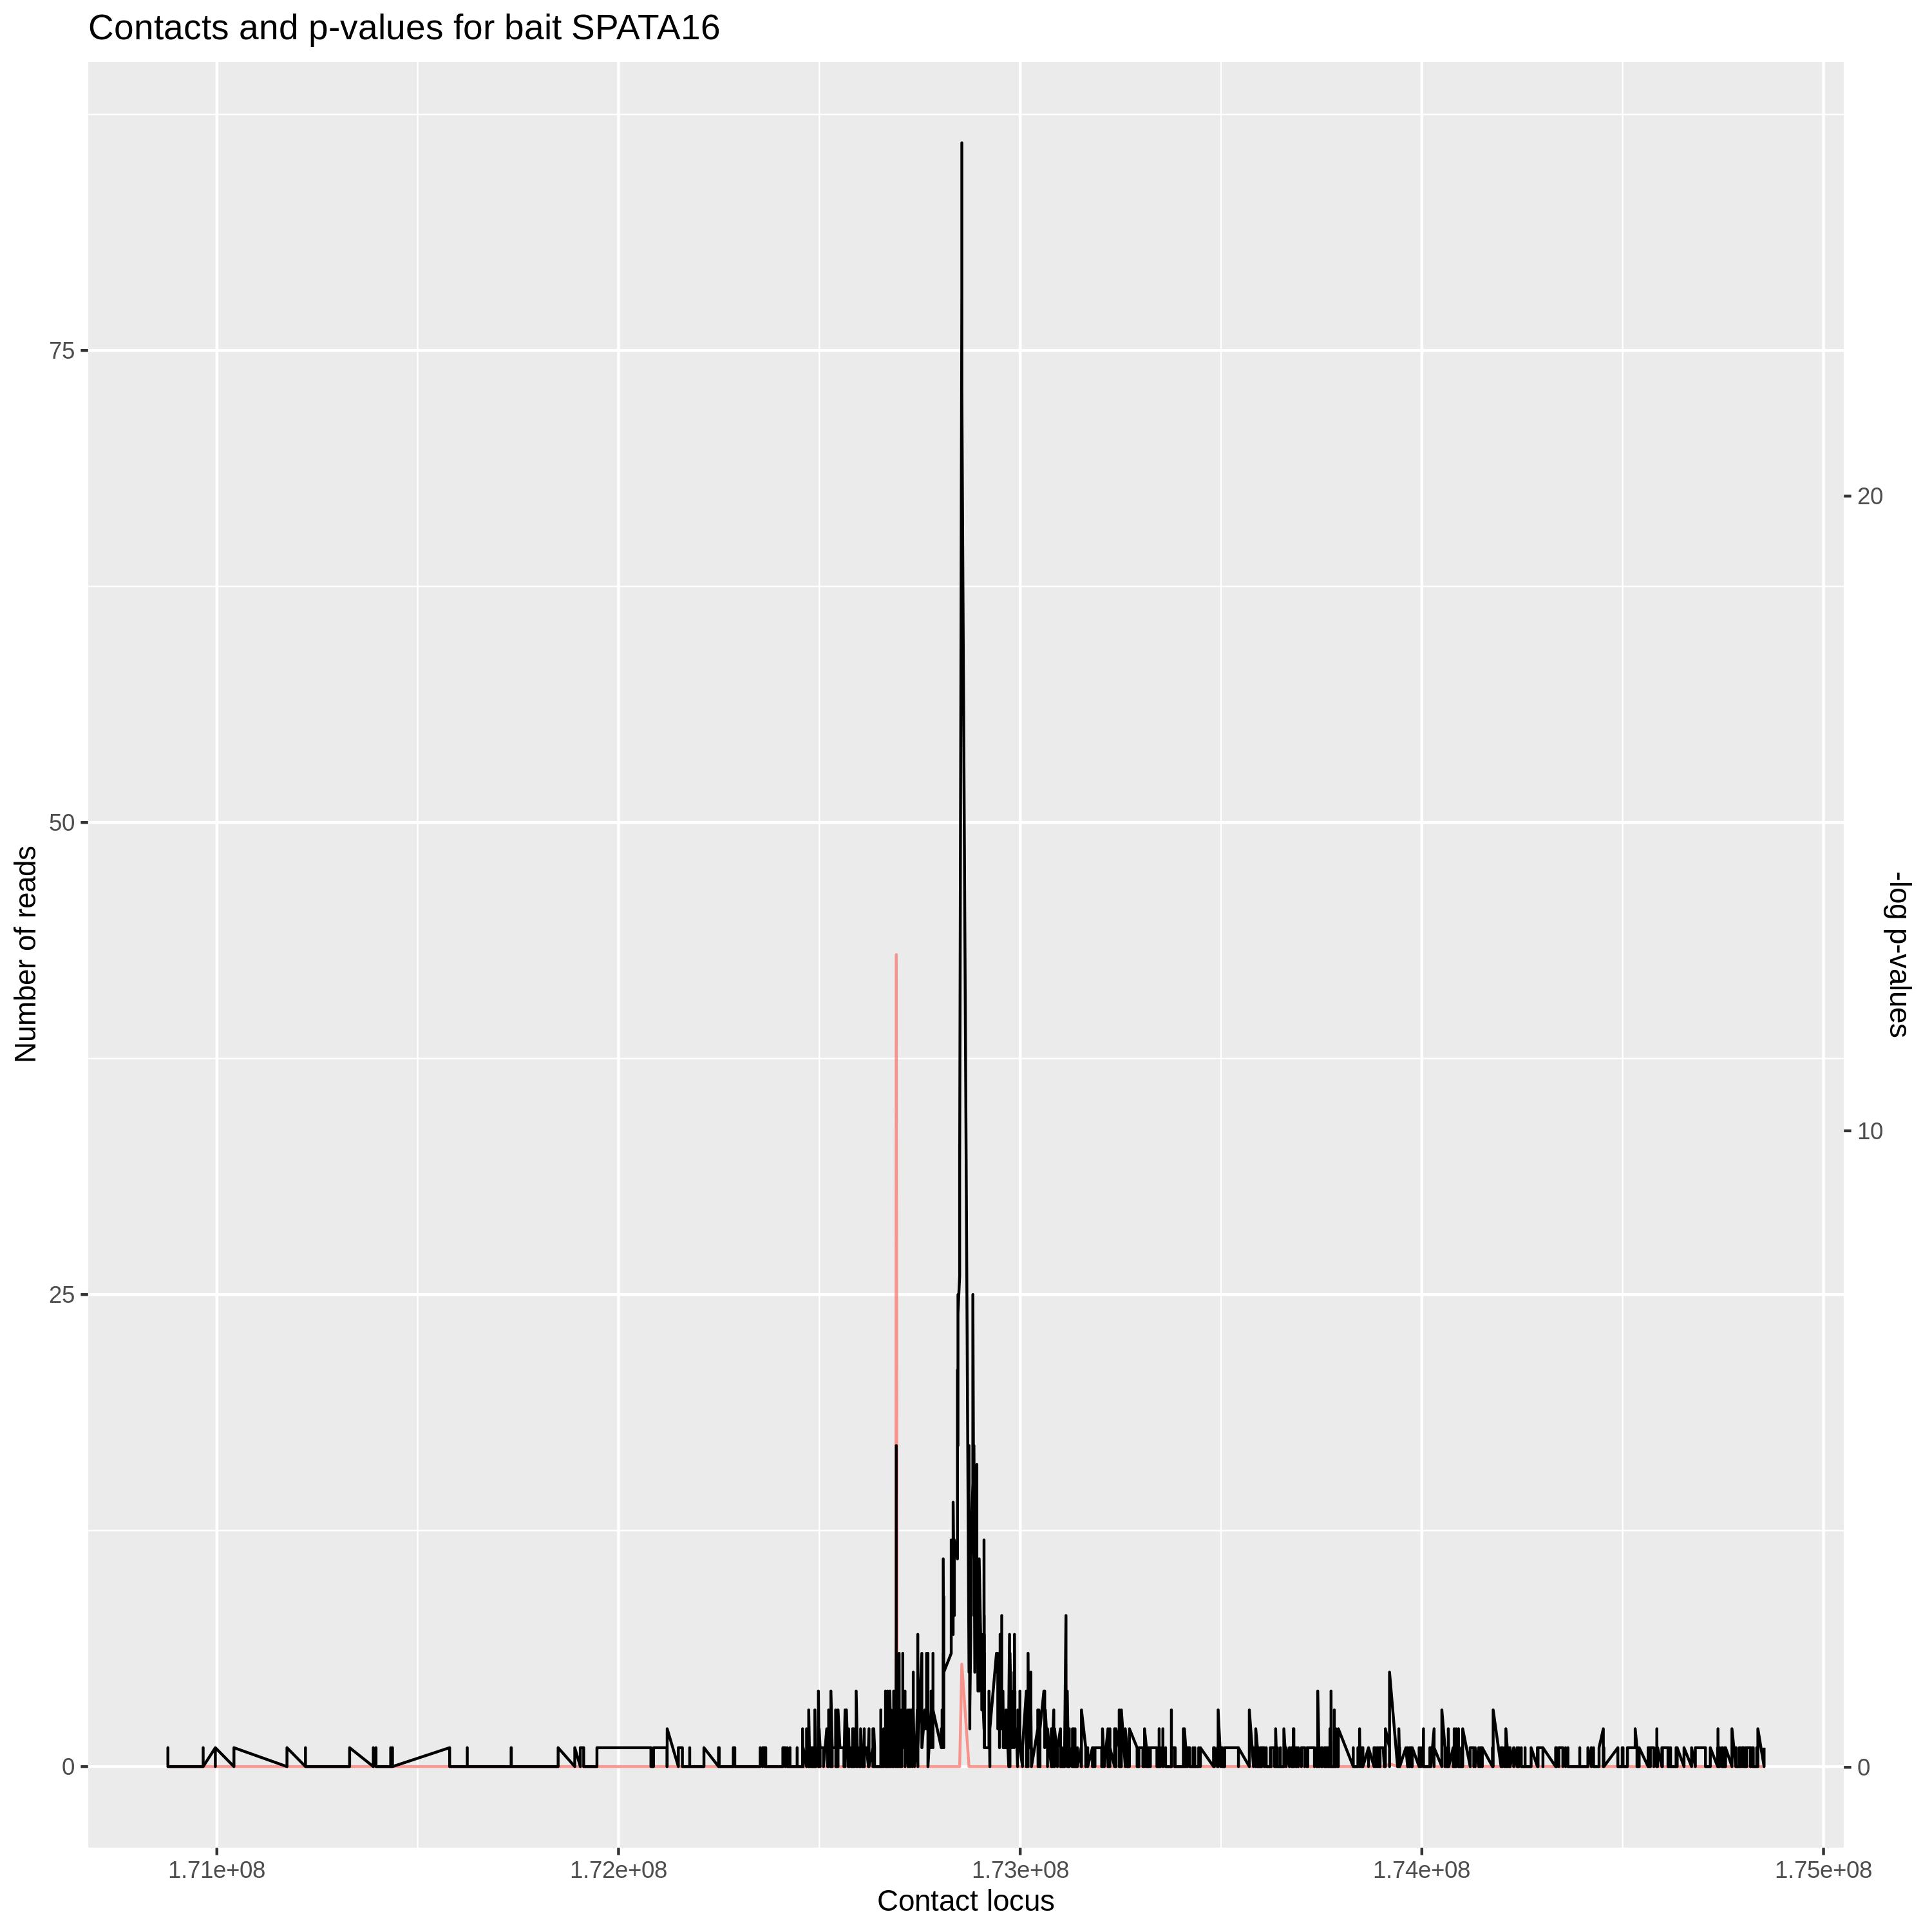 Contacts and p-values for bait SPATA16
75
50
25
0
20
10
0
Number of reads
-log p-values
1.71e+08
1.72e+08
1.73e+08
1.74e+08
1.75e+08
Contact locus